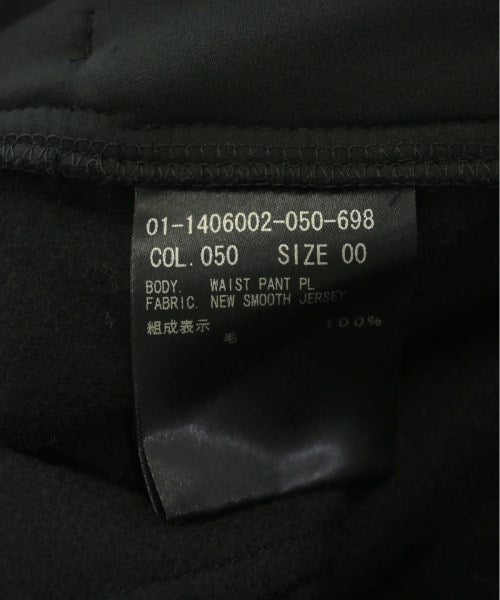 01-1406002-050-698
COL.050 SIZE 00
BODY. WAIST PANT PL
FABRIC. NEW SMOOTH JERSEY
組成表示
毛 100%